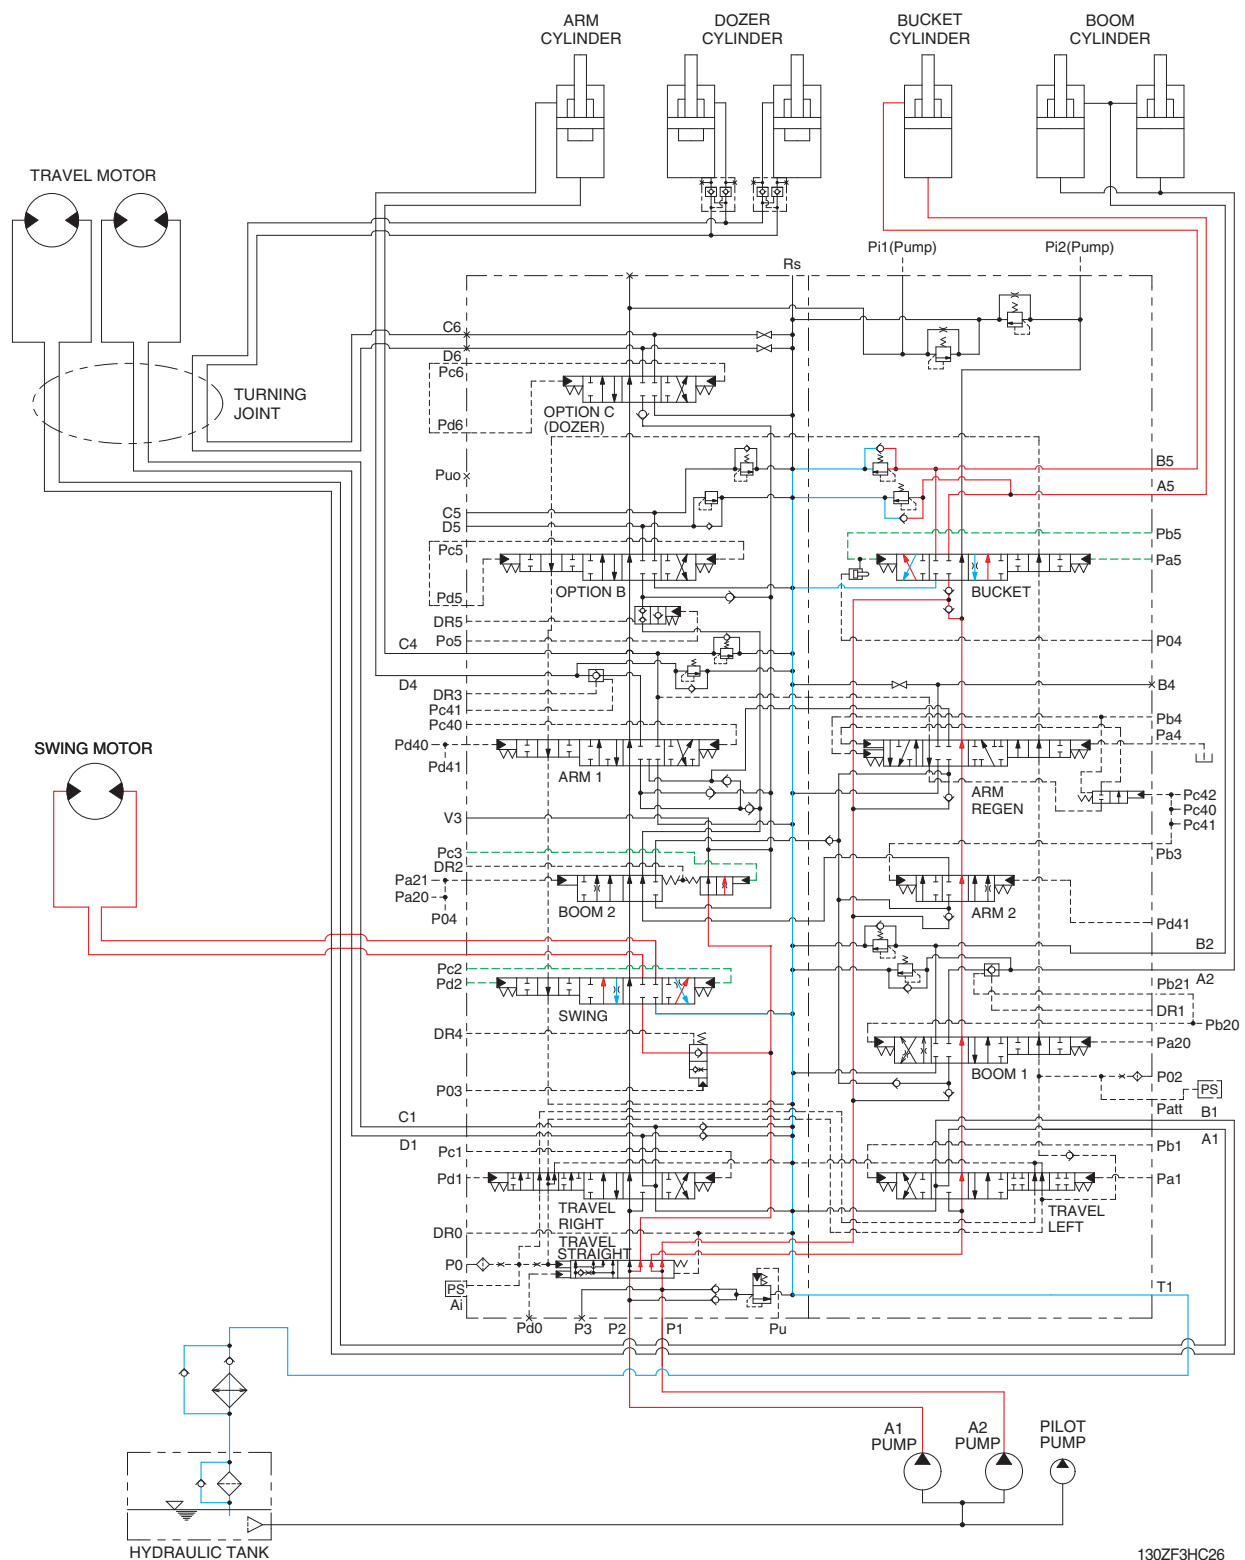 ARM
CYLINDER
DOZER
CYLINDER
BUCKET
CYLINDER
BOOM
CYLINDER
TRAVEL MOTOR
Pi1(Pump)
Pi2(Pump)
Rs
C6
D6
Pc6
TURNING
JOINT
OPTION C
(DOZER)
Pd6
B5
Puo
A5
C5
D5
Pb5
Pc5
Pa5
OPTION B
BUCKET
Pd5
DR5
Po5
P04
C4
D4
B4
DR3
Pc41
Pc40
Pb4
Pa4
SWING MOTOR
Pd40
Pd41
ARM 1
ARM
REGEN
Pc42
Pc40
Pc41
V3
Pc3
DR2
Pb3
Pa21
Pa20
P04
BOOM 2
ARM 2
Pd41
B2
Pc2
Pd2
Pb21
A2
SWING
DR1
Pb20
DR4
Pa20
BOOM 1
P03
P02
PS
Patt
C1
B1
D1
A1
Pc1
Pb1
Pd1
Pa1
TRAVEL
RIGHT
TRAVEL
LEFT
DR0
TRAVEL
STRAIGHT
P0
PS
Ai
T1
Pd0
P3
P2
P1
Pu
A1
PUMP
A2
PUMP
PILOT
PUMP
HYDRAULIC TANK
130ZF3HC26